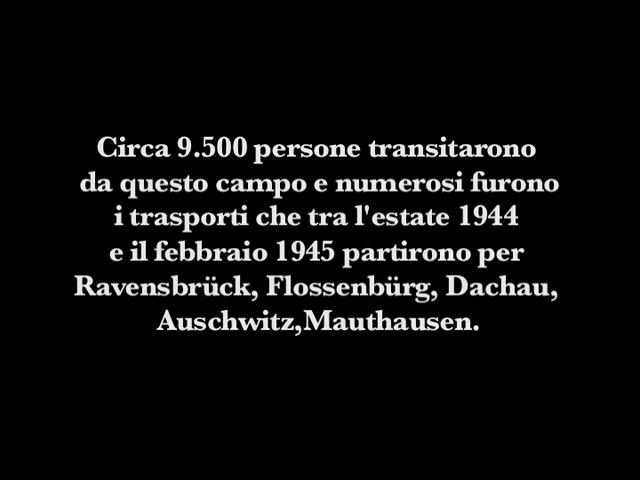 Circa 9.500 persone transitarono
da questo campo e numerosi furono
i trasporti che tra l'estate 1944
e il febbraio 1945 partirono per
Ravensbrück, Flossenbürg, Dachau,
Auschwitz,Mauthausen.